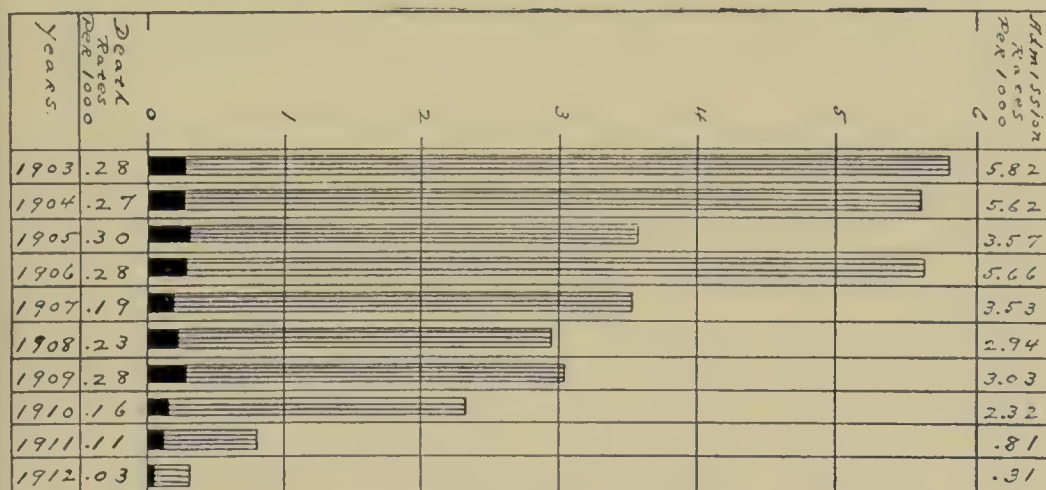 Years.
Death
Rates
Per 1000
0 1 2 3 4 5 6
Admission
Rates
Per 1000
1903 .28 5.82
1904 .27 5.62
1905 .30 3.57
1906 .28 5.66
1907 .19 3.53
1908 .23 2.94
1909 .28 3.03
1910 .16 2.32
1911 .11 .81
1912 .03 .31